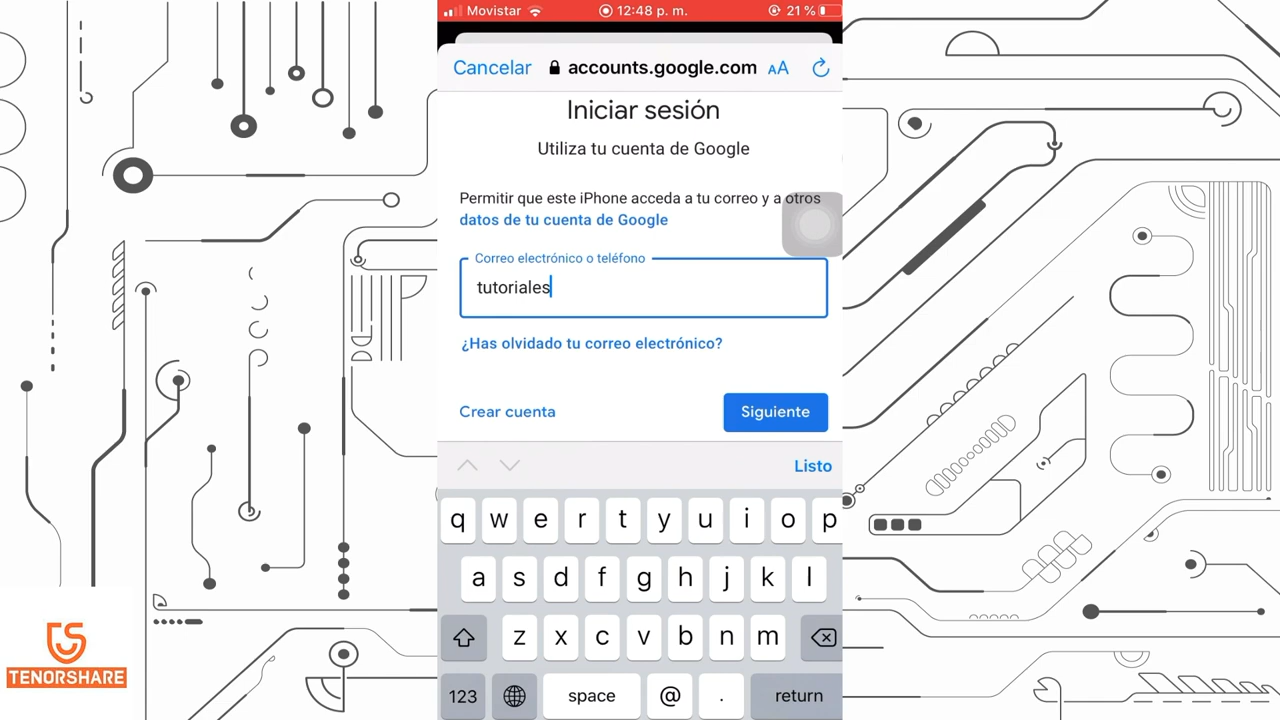 Movistar 12:48 p. m. 21 %
Cancelar accounts.google.com AA
Iniciar sesión
Utiliza tu cuenta de Google
Permitir que este iPhone acceda a tu correo y a otros
datos de tu cuenta de Google
Correo electrónico o teléfono
tutoriales
¿Has olvidado tu correo electrónico?
Crear cuenta Siguiente
Listo
q w e r t y u i o p
a s d f g h j k l
z x c v b n m
123 space @ . return
TS
TENORSHARE